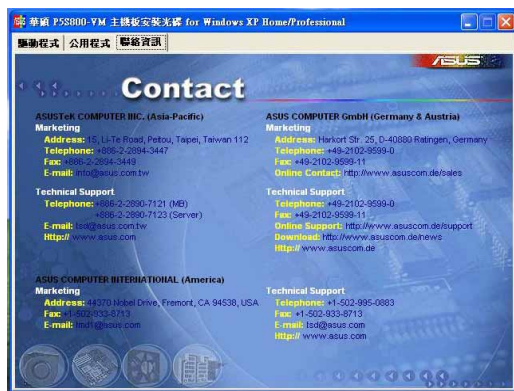 華碩 P5S800-VM 主機板安裝光碟 for Windows XP Home/Professional
驅動程式 公用程式 聯絡資訊
ASUS
Contact
ASUSTeK COMPUTER INC. (Asia-Pacific)
Marketing
Address: 15, Li-Te Road, Peitou, Taipei, Taiwan 112
Telephone: +886-2-2894-3447
Fax: +886-2-2894-3449
E-mail: info@asus.com.tw
Technical Support
Telephone: +886-2-2890-7121 (MB)
+886-2-2890-7123 (Server)
E-mail: tsd@asus.com.tw
Http:// www.asus.com
ASUS COMPUTER GmbH (Germany & Austria)
Marketing
Address: Harkort Str. 25, D-40880 Ratingen, Germany
Telephone: +49-2102-9599-0
Fax: +49-2102-9599-11
Online Contact: http://www.asuscom.de/sales
Technical Support
Telephone: +49-2102-9599-0
Fax: +49-2102-9599-11
Online Support: http://www.asuscom.de/support
Download: http://www.asuscom.de/news
Http:// www.asuscom.de
ASUS COMPUTER INTERNATIONAL (America)
Marketing
Address: 44370 Nobel Drive, Fremont, CA 94538, USA
Fax: +1-502-933-8713
E-mail: tmd1@asus.com
Technical Support
Telephone: +1-502-995-0883
Fax: +1-502-933-8713
E-mail: tsd@asus.com
Http:// www.asus.com